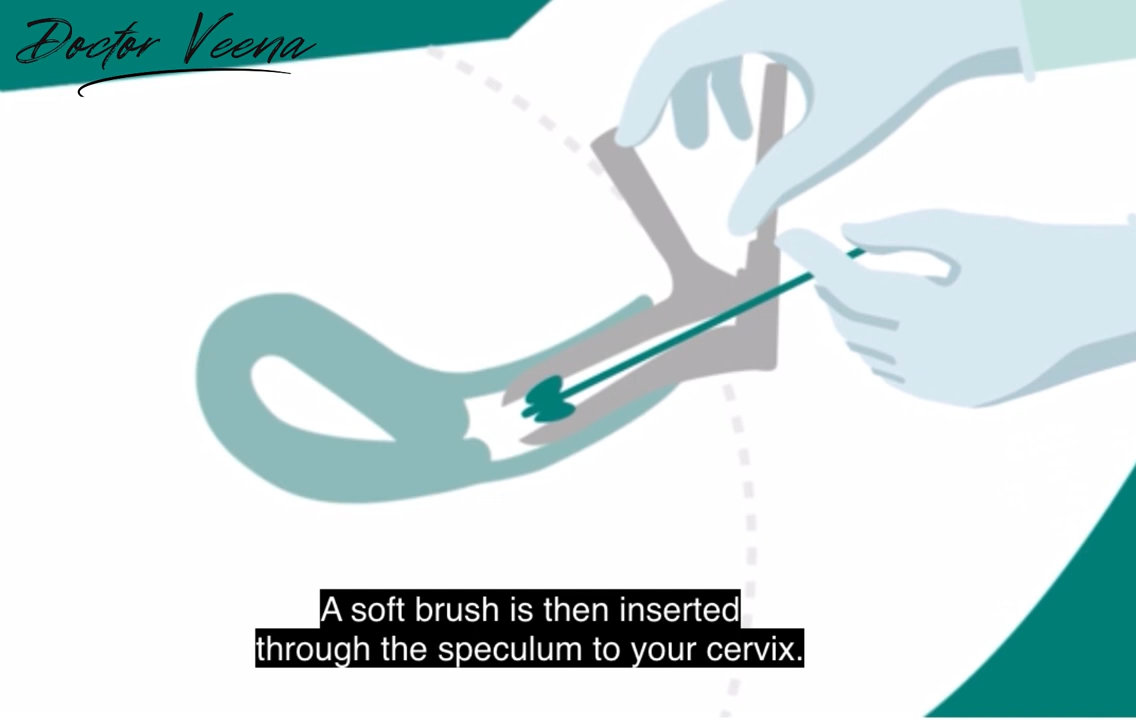 Doctor Veena
A soft brush is then inserted
through the speculum to your cervix.